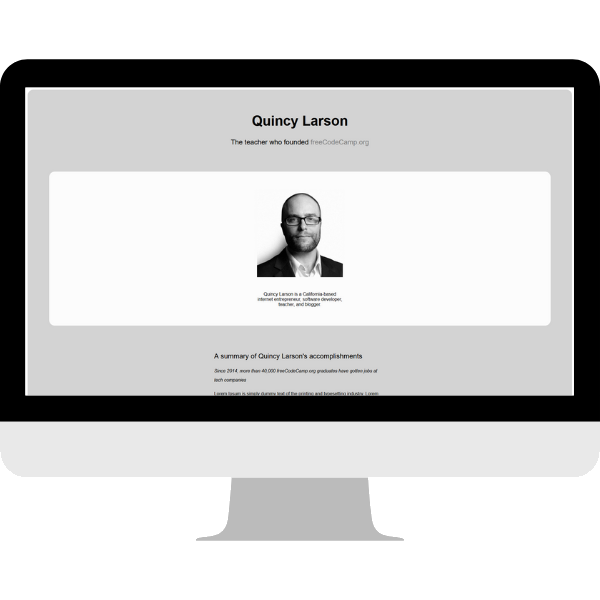 Quincy Larson
The teacher who founded freeCodeCamp.org
Quincy Larson is a California-based
internet entrepreneur, software developer,
teacher, and blogger
A summary of Quincy Larson's accomplishments
Since 2014, more than 40,000 freeCodeCamp.org graduates have gotten jobs at
tech companies
Lorem Ipsum is simply dummy text of the printing and typesetting industry. Lorem